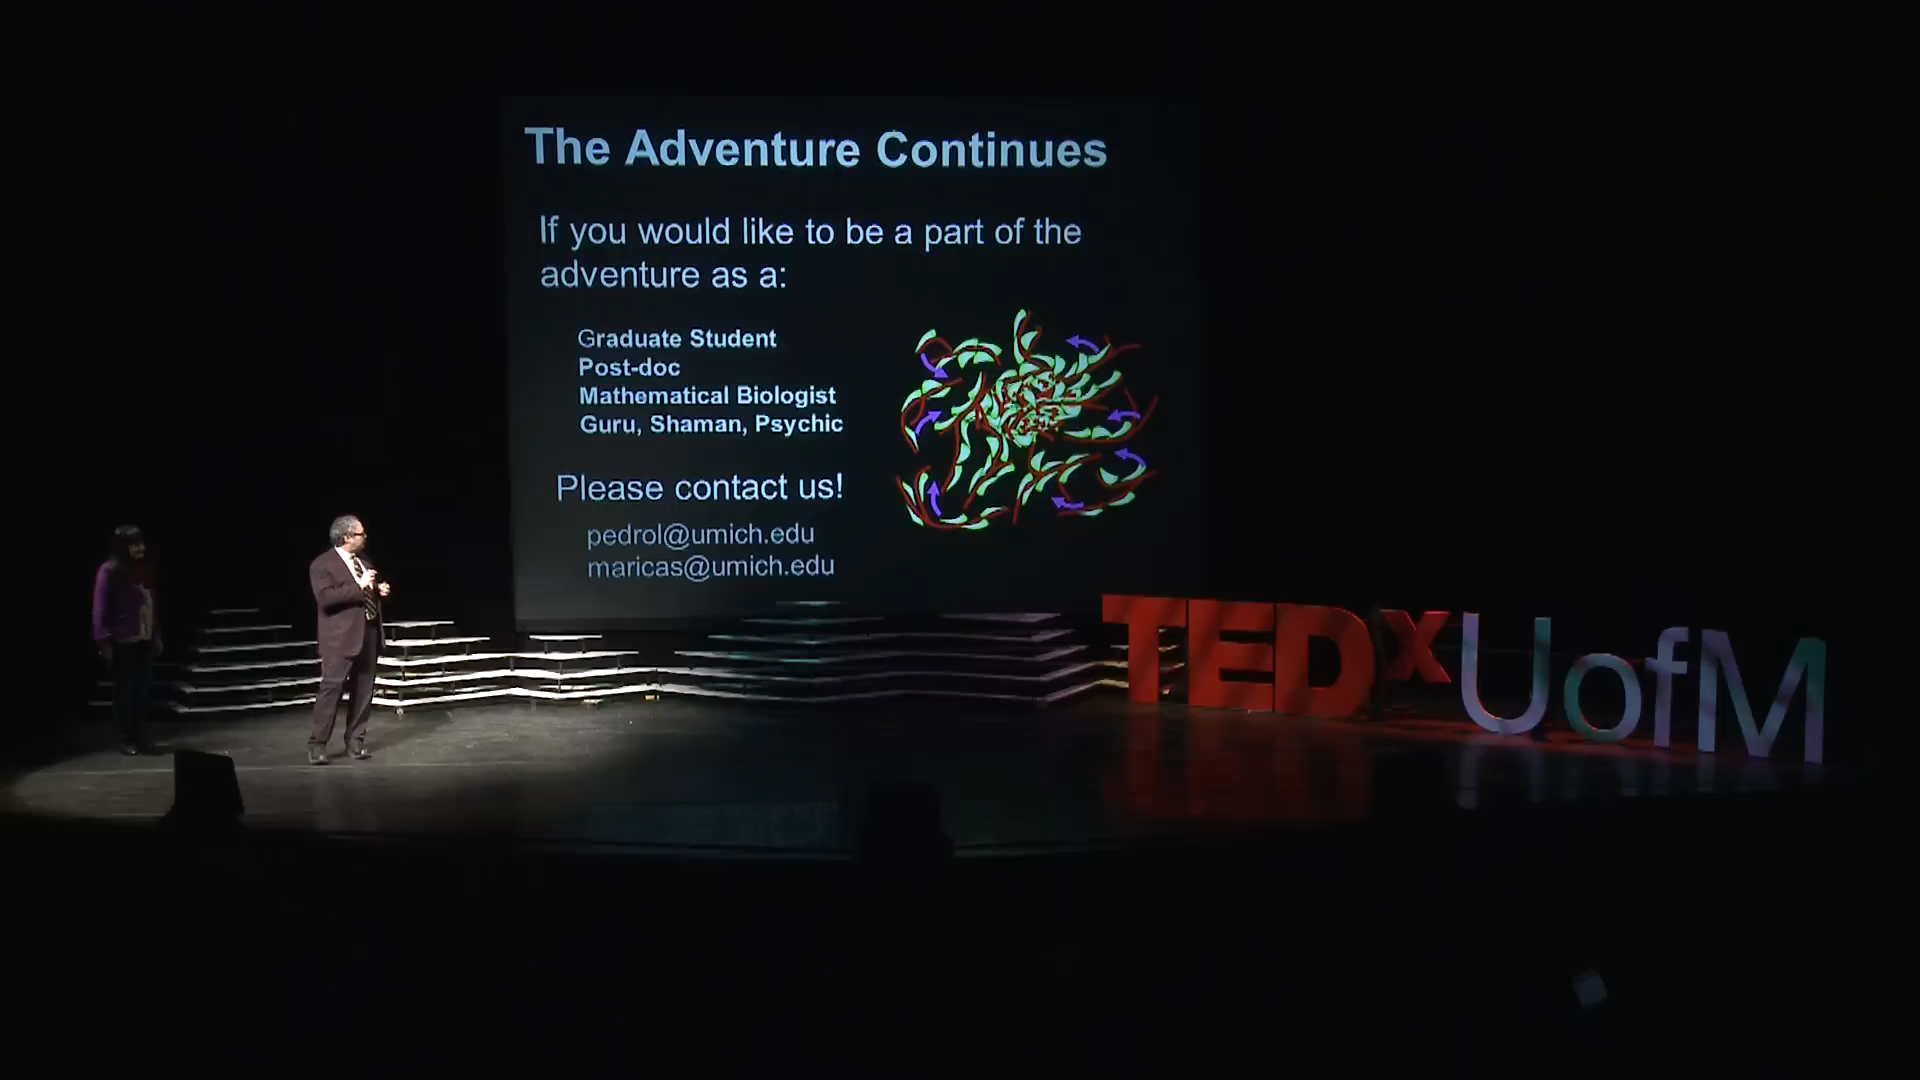 The Adventure Continues
If you would like to be a part of the
adventure as a:
Graduate Student
Post-doc
Mathematical Biologist
Guru, Shaman, Psychic
Please contact us!
pedrol@umich.edu
maricas@umich.edu
TEDxUofM